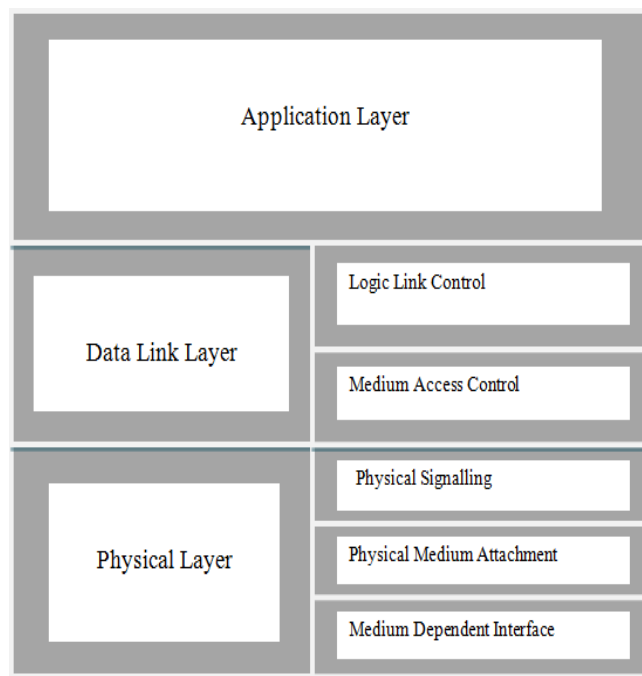 Application Layer
Data Link Layer
Logic Link Control
Medium Access Control
Physical Layer
Physical Signalling
Physical Medium Attachment
Medium Dependent Interface